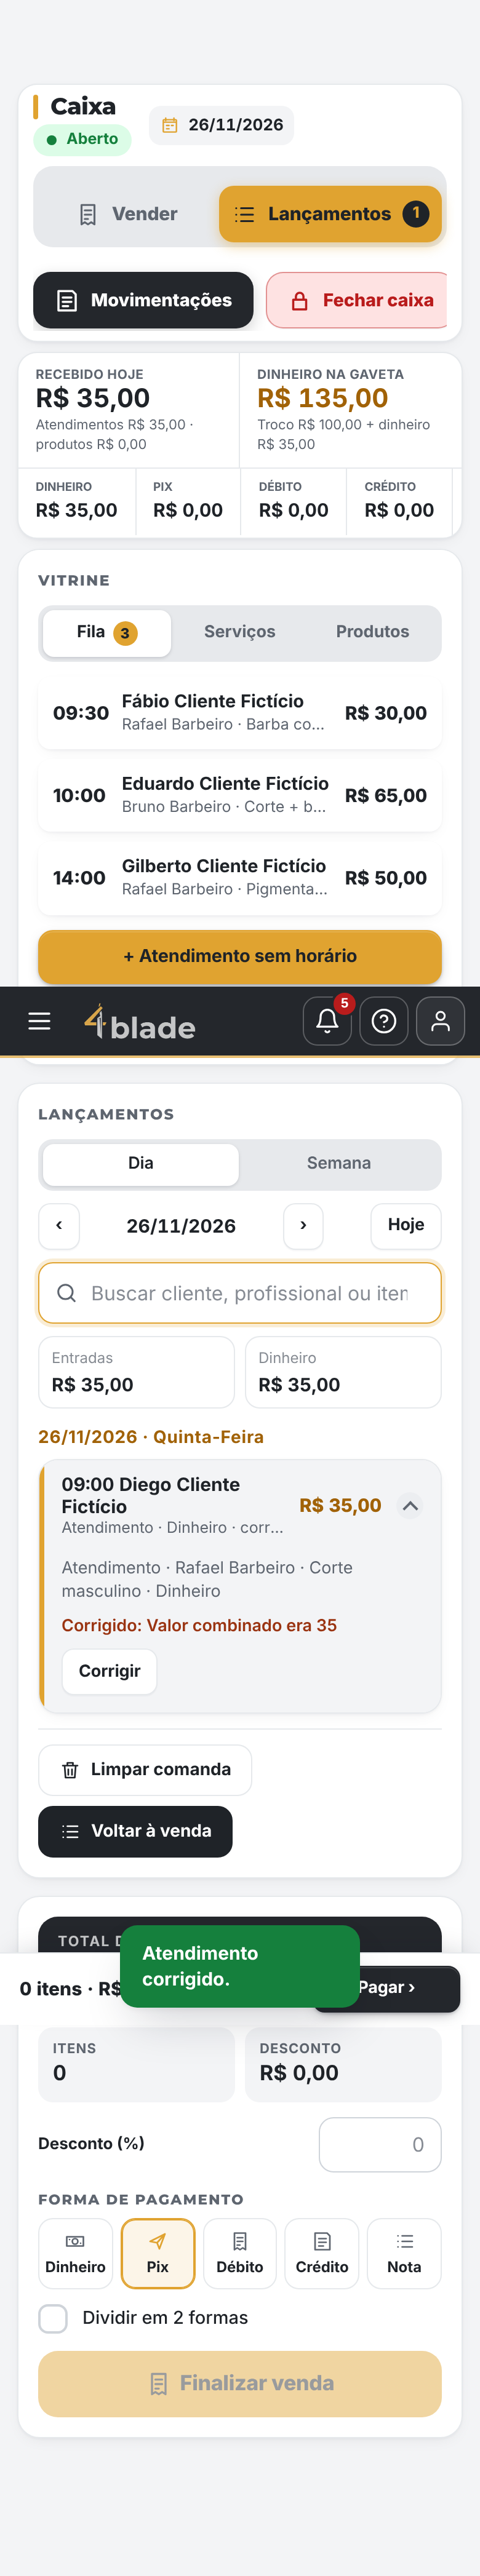 Caixa
Aberto
26/11/2026
Vender
Lançamentos 1
Movimentações
Fechar caixa
RECEBIDO HOJE
R$ 35,00
Atendimentos R$ 35,00 ·
produtos R$ 0,00
DINHEIRO NA GAVETA
R$ 135,00
Troco R$ 100,00 + dinheiro
R$ 35,00
DINHEIRO
R$ 35,00
PIX
R$ 0,00
DÉBITO
R$ 0,00
CRÉDITO
R$ 0,00
VITRINE
Fila 3
Serviços
Produtos
09:30
Fábio Cliente Fictício
Rafael Barbeiro · Barba co...
R$ 30,00
10:00
Eduardo Cliente Fictício
Bruno Barbeiro · Corte + b...
R$ 65,00
14:00
Gilberto Cliente Fictício
Rafael Barbeiro · Pigmenta...
R$ 50,00
+ Atendimento sem horário
4blade
5
LANÇAMENTOS
Dia
Semana
‹
26/11/2026
›
Hoje
Buscar cliente, profissional ou iten
Entradas
R$ 35,00
Dinheiro
R$ 35,00
26/11/2026 · Quinta-Feira
09:00 Diego Cliente
Fictício
Atendimento · Dinheiro · corr...
R$ 35,00
Atendimento · Rafael Barbeiro · Corte
masculino · Dinheiro
Corrigido: Valor combinado era 35
Corrigir
Limpar comanda
Voltar à venda
TOTAL
Atendimento
corrigido.
0 itens · R$
Pagar ›
ITENS
0
DESCONTO
R$ 0,00
Desconto (%)
0
FORMA DE PAGAMENTO
Dinheiro
Pix
Débito
Crédito
Nota
Dividir em 2 formas
Finalizar venda